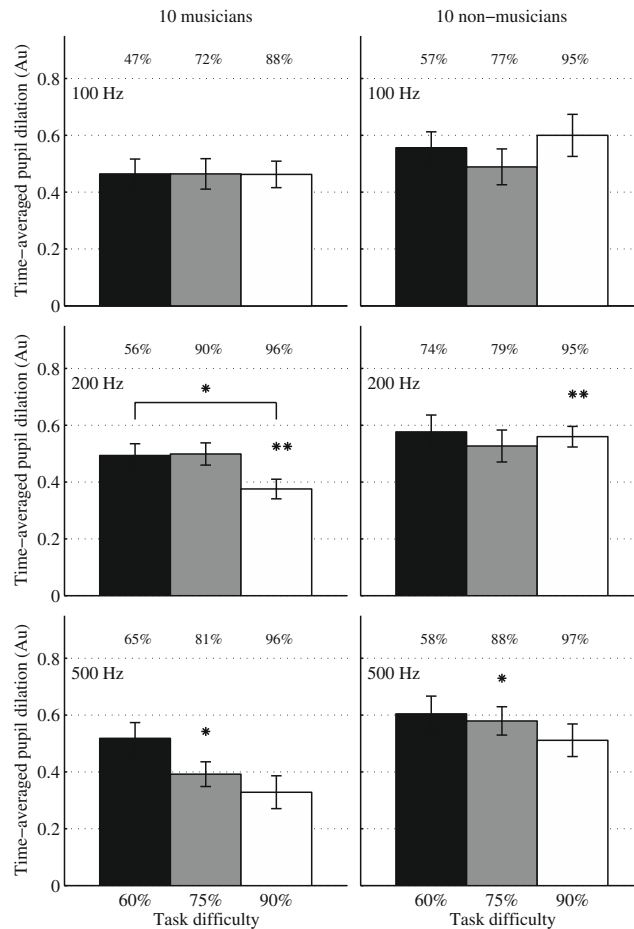 10 musicians
10 non−musicians
Time−averaged pupil dilation (Au)
0.8
0.6
0.4
0.2
0
47% 72% 88%
100 Hz
57% 77% 95%
100 Hz
Time−averaged pupil dilation (Au)
0.8
0.6
0.4
0.2
0
56% 90% 96%
200 Hz
*
**
74% 79% 95%
200 Hz
**
Time−averaged pupil dilation (Au)
0.8
0.6
0.4
0.2
0
65% 81% 96%
500 Hz
*
58% 88% 97%
500 Hz
*
60% 75% 90%
Task difficulty
60% 75% 90%
Task difficulty